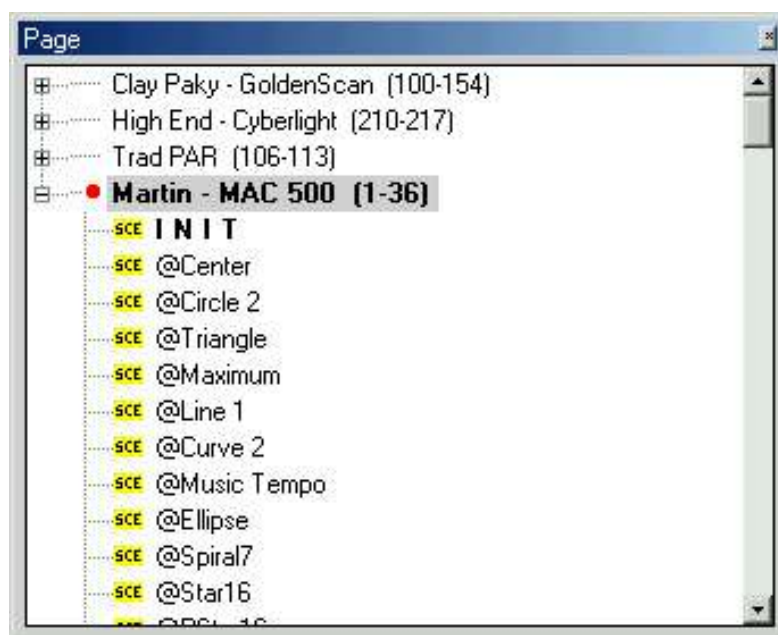 Page
Clay Paky - GoldenScan (100-154)
High End - Cyberlight (210-217)
Trad PAR (106-113)
Martin - MAC 500 (1-36)
SCE I N I T
SCE @Center
SCE @Circle 2
SCE @Triangle
SCE @Maximum
SCE @Line 1
SCE @Curve 2
SCE @Music Tempo
SCE @Ellipse
SCE @Spiral7
SCE @Star16